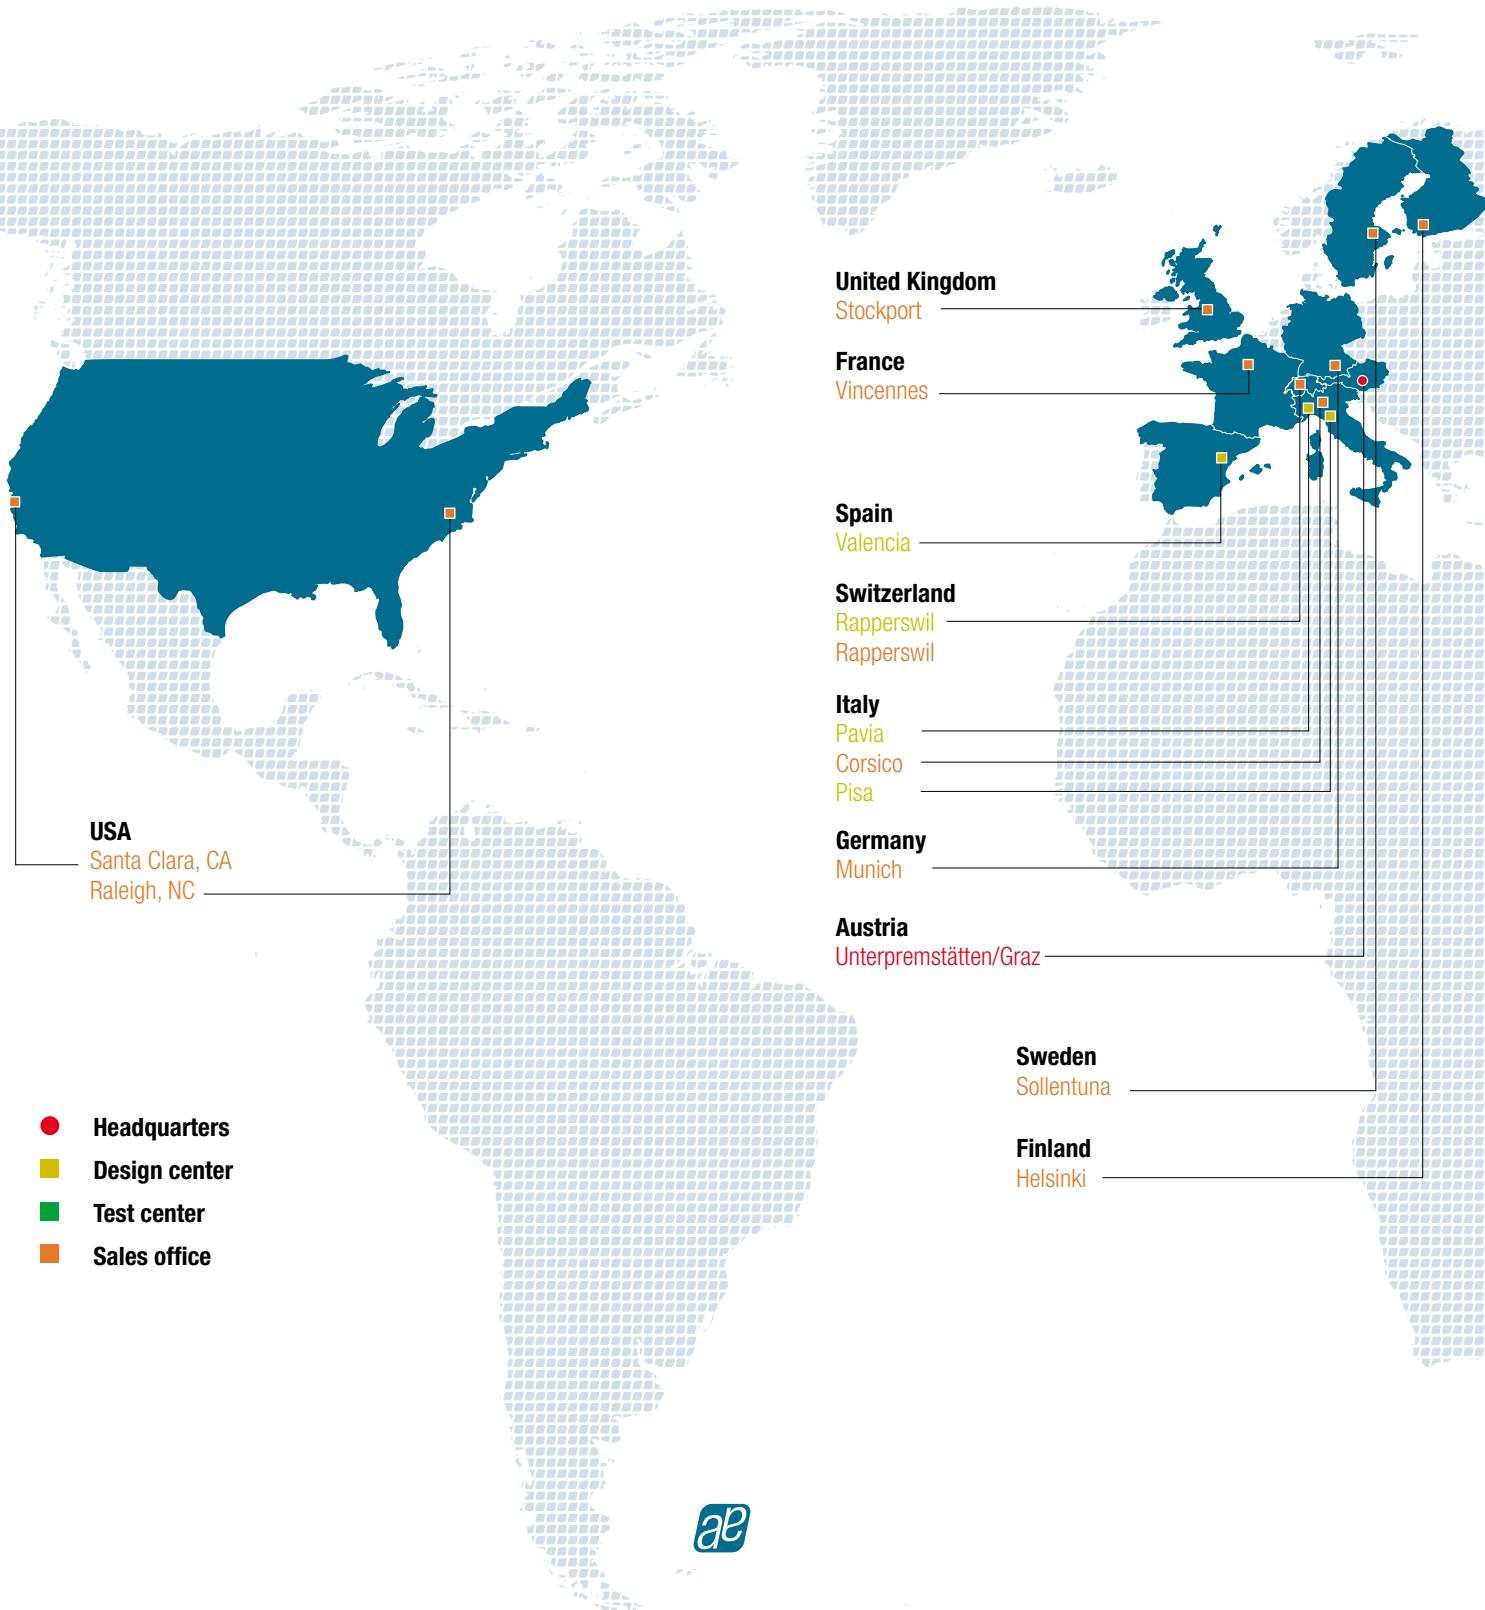 United Kingdom
Stockport
France
Vincennes
Spain
Valencia
Switzerland
Rapperswil
Rapperswil
Italy
Pavia
Corsico
Pisa
Germany
Munich
Austria
Unterpremstätten/Graz
Sweden
Sollentuna
Finland
Helsinki
USA
Santa Clara, CA
Raleigh, NC
Headquarters
Design center
Test center
Sales office
ae